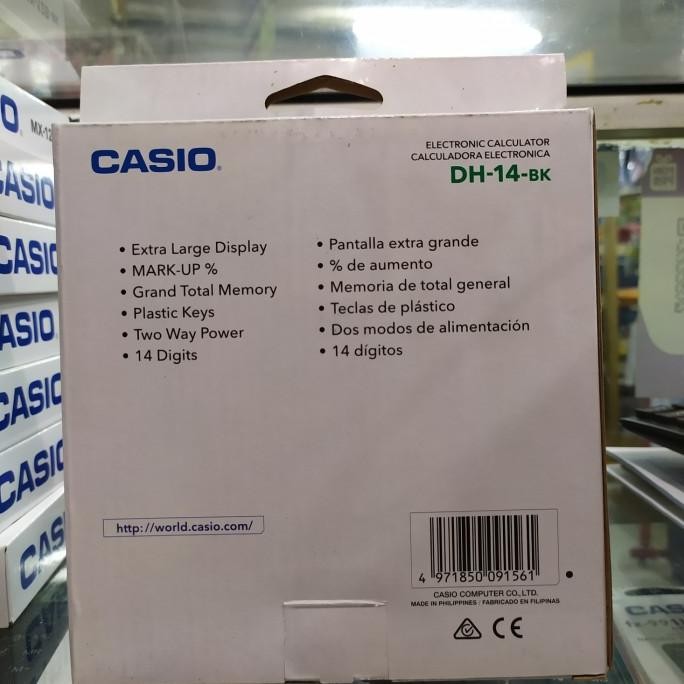 CASIO
ELECTRONIC CALCULATOR
CALCULADORA ELECTRONICA
DH-14-BK
• Extra Large Display
• MARK-UP %
• Grand Total Memory
• Plastic Keys
• Two Way Power
• 14 Digits
• Pantalla extra grande
• % de aumento
• Memoria de total general
• Teclas de plástico
• Dos modos de alimentación
• 14 dígitos
http://world.casio.com/
4 971850 091561
CASIO COMPUTER CO., LTD.
MADE IN PHILIPPINES / FABRICADO EN FILIPINAS
CE
MX-12
CASIO
CASIO
CASIO
CASIO
CASIO
CAS